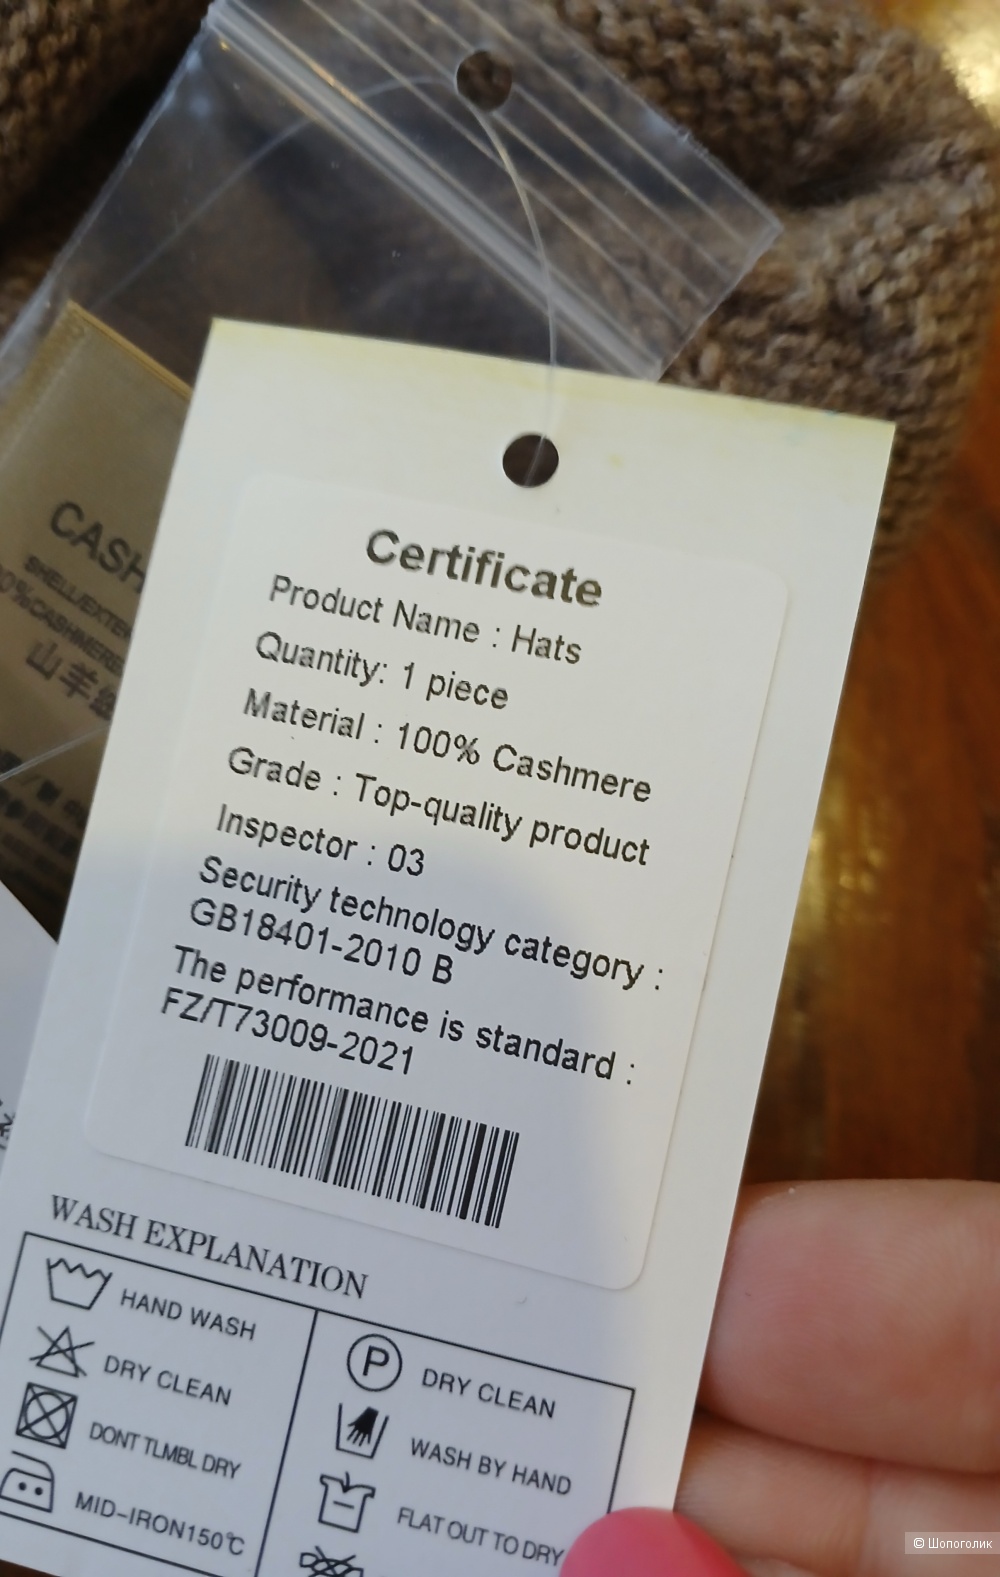 Certificate
Product Name : Hats
Quantity: 1 piece
Material : 100% Cashmere
Grade : Top-quality product
Inspector : 03
Security technology category :
GB18401-2010 B
The performance is standard :
FZ/T73009-2021
WASH EXPLANATION
HAND WASH
DRY CLEAN
DONT TLMBL DRY
MID-IRON150℃
P
DRY CLEAN
WASH BY HAND
FLAT OUT TO DRY
CASH
SHELL/EXTE
0%CASHMERE
山羊
© Шопоголик